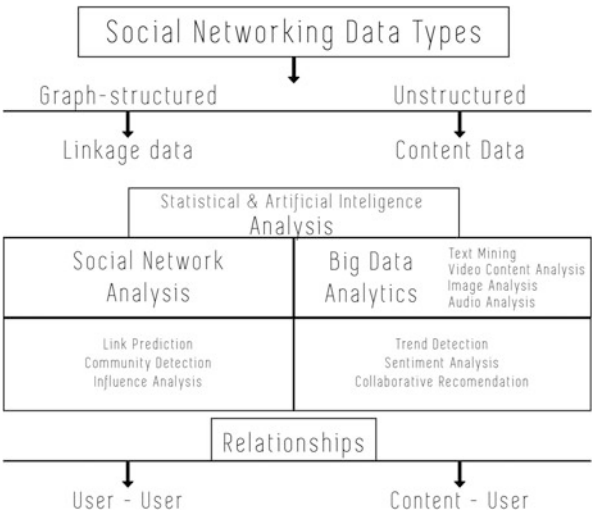 Social Networking Data Types
Graph-structured
Unstructured
Linkage data
Content Data
Statistical & Artificial Inteligence
Analysis
Social Network
Analysis
Big Data
Analytics
Text Mining
Video Content Analysis
Image Analysis
Audio Analysis
Link Prediction
Community Detection
Influence Analysis
Trend Detection
Sentiment Analysis
Collaborative Recomendation
Relationships
User - User
Content - User